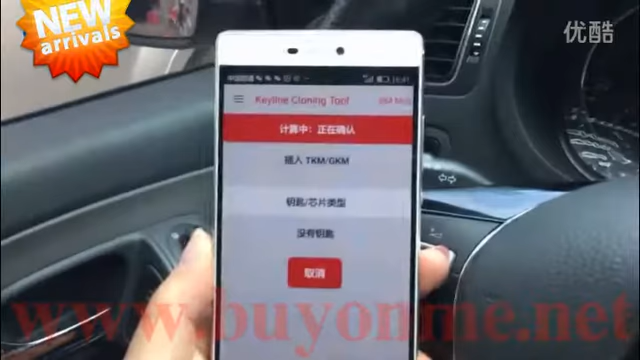 NEW
arrivals
优酷
Keyline Cloning Tool
计算中: 正在确认
插入 TKM/GKM
钥匙/芯片类型
没有钥匙
取消
www.buyonme.net